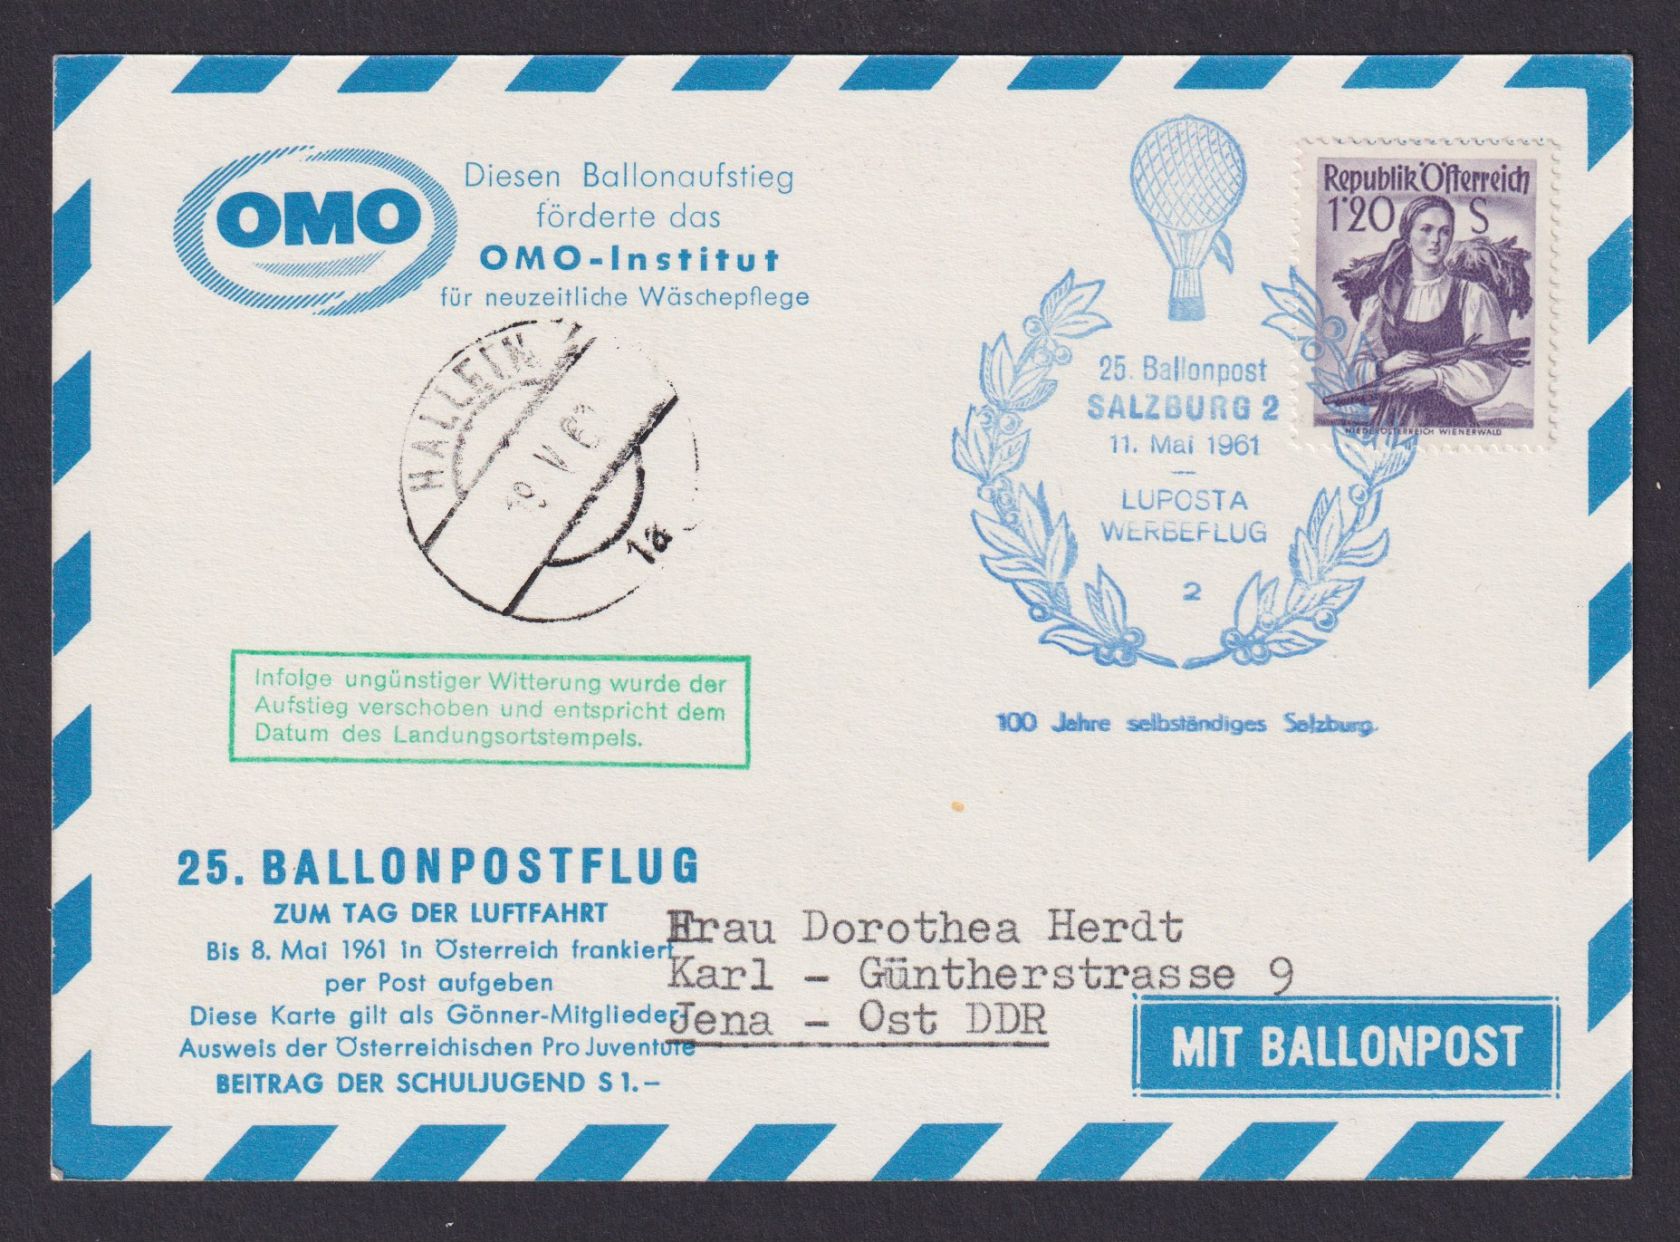 OMO
Diesen Ballonaufstieg
förderte das
OMO-Institut
für neuzeitliche Wäschepflege
Republik Österreich
1'20 S
NIEDERÖSTERREICH WIENERWALD
25. Ballonpost
SALZBURG 2
11. Mai 1961
—
LUPOSTA
WERBEFLUG
2
100 Jahre selbständiges Salzburg.
HALLEIN
V
1a
Infolge ungünstiger Witterung wurde der
Aufstieg verschoben und entspricht dem
Datum des Landungsortstempels.
25. BALLONPOSTFLUG
ZUM TAG DER LUFTFAHRT
Bis 8. Mai 1961 in Österreich frankiert
per Post aufgeben
Diese Karte gilt als Gönner-Mitglieder-
Ausweis der Österreichischen Pro Juventute
BEITRAG DER SCHULJUGEND S 1.–
Frau Dorothea Herdt
Karl - Güntherstrasse 9
Jena - Ost DDR
MIT BALLONPOST